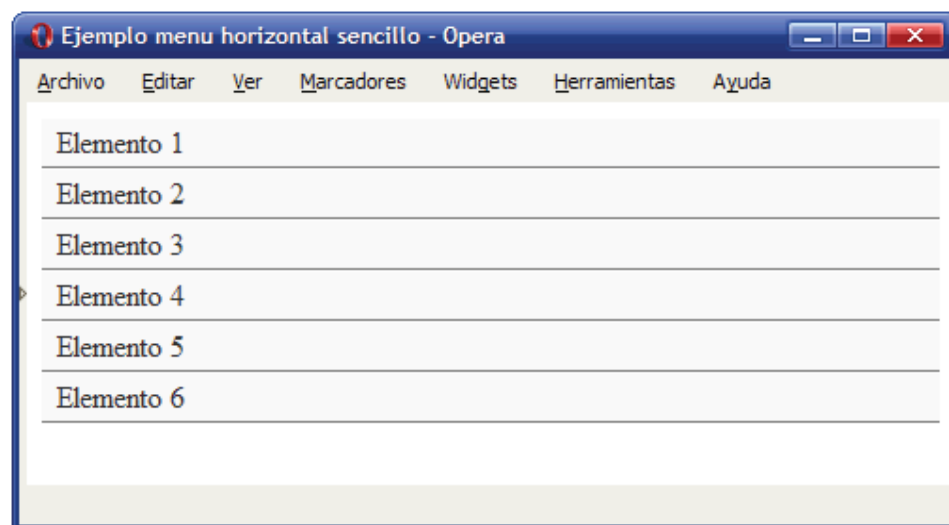 Ejemplo menu horizontal sencillo - Opera
Archivo Editar Ver Marcadores Widgets Herramientas Ayuda
Elemento 1
Elemento 2
Elemento 3
Elemento 4
Elemento 5
Elemento 6